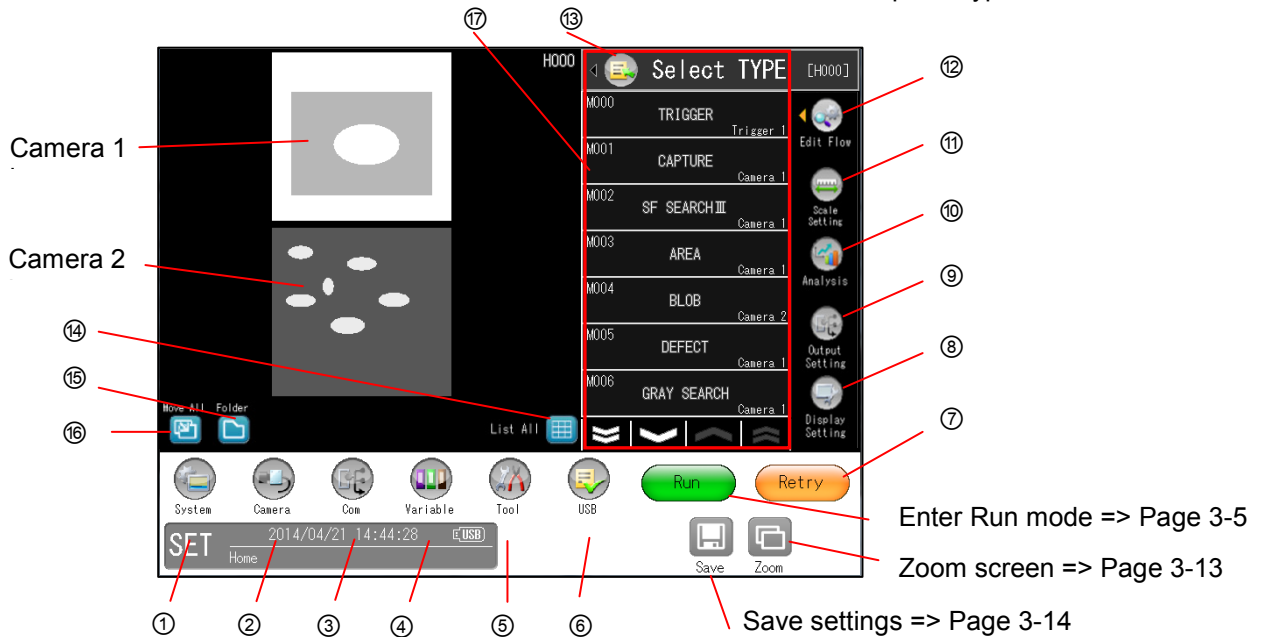 ⑰ ⑬
H000 Select TYPE [H000] ⑫
M000 TRIGGER Trigger 1
Edit Flow
Camera 1
M001 CAPTURE Camera 1
⑪
M002 SF SEARCHⅢ Camera 1
Scale Setting
⑩
M003 AREA Camera 1
Camera 2
Analysis
M004 BLOB Camera 2
⑨
M005 DEFECT Camera 1
Output Setting
⑭
⑧
M006 GRAY SEARCH Camera 1
⑮
Move All Folder
Display Setting
⑯
List All
⑦
Run Retry
System Camera Com Variable Tool USB
Enter Run mode => Page 3-5
SET 2014/04/21 14:44:28 USB
Home
Save Zoom
Zoom screen => Page 3-13
Save settings => Page 3-14
① ② ③ ④ ⑤ ⑥